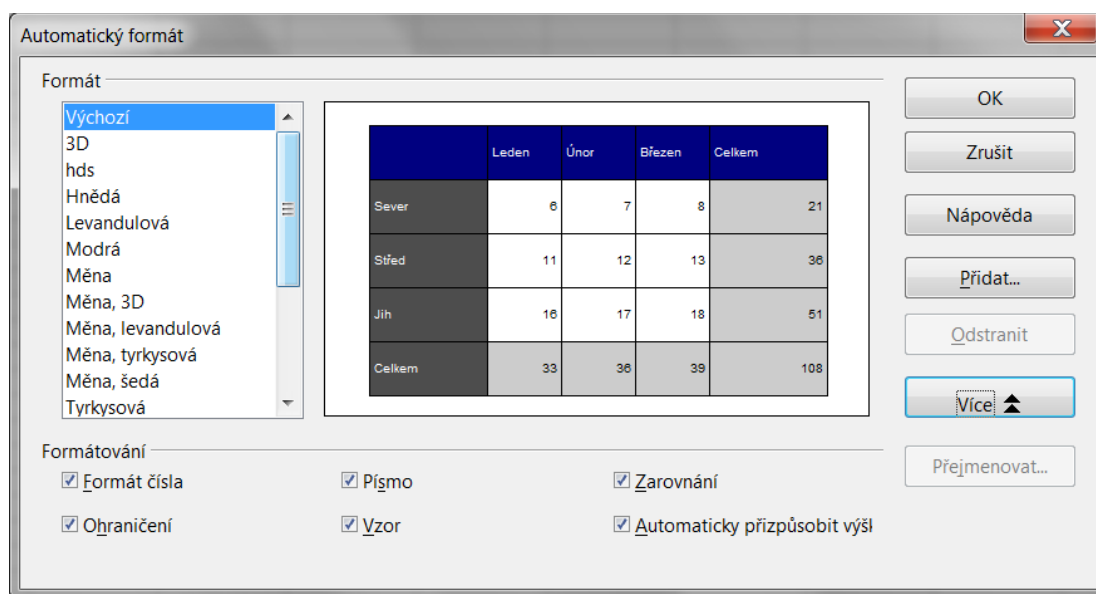 Automatický formát
X
Formát
Výchozí
3D
hds
Hnědá
Levandulová
Modrá
Měna
Měna, 3D
Měna, levandulová
Měna, tyrkysová
Měna, šedá
Tyrkysová
Leden Únor Březen Celkem
Sever 6 7 8 21
Střed 11 12 13 36
Jih 16 17 18 51
Celkem 33 36 39 108
OK
Zrušit
Nápověda
Přidat...
Odstranit
Více
Přejmenovat...
Formátování
Formát čísla
Písmo
Zarovnání
Ohraničení
Vzor
Automaticky přizpůsobit výšk